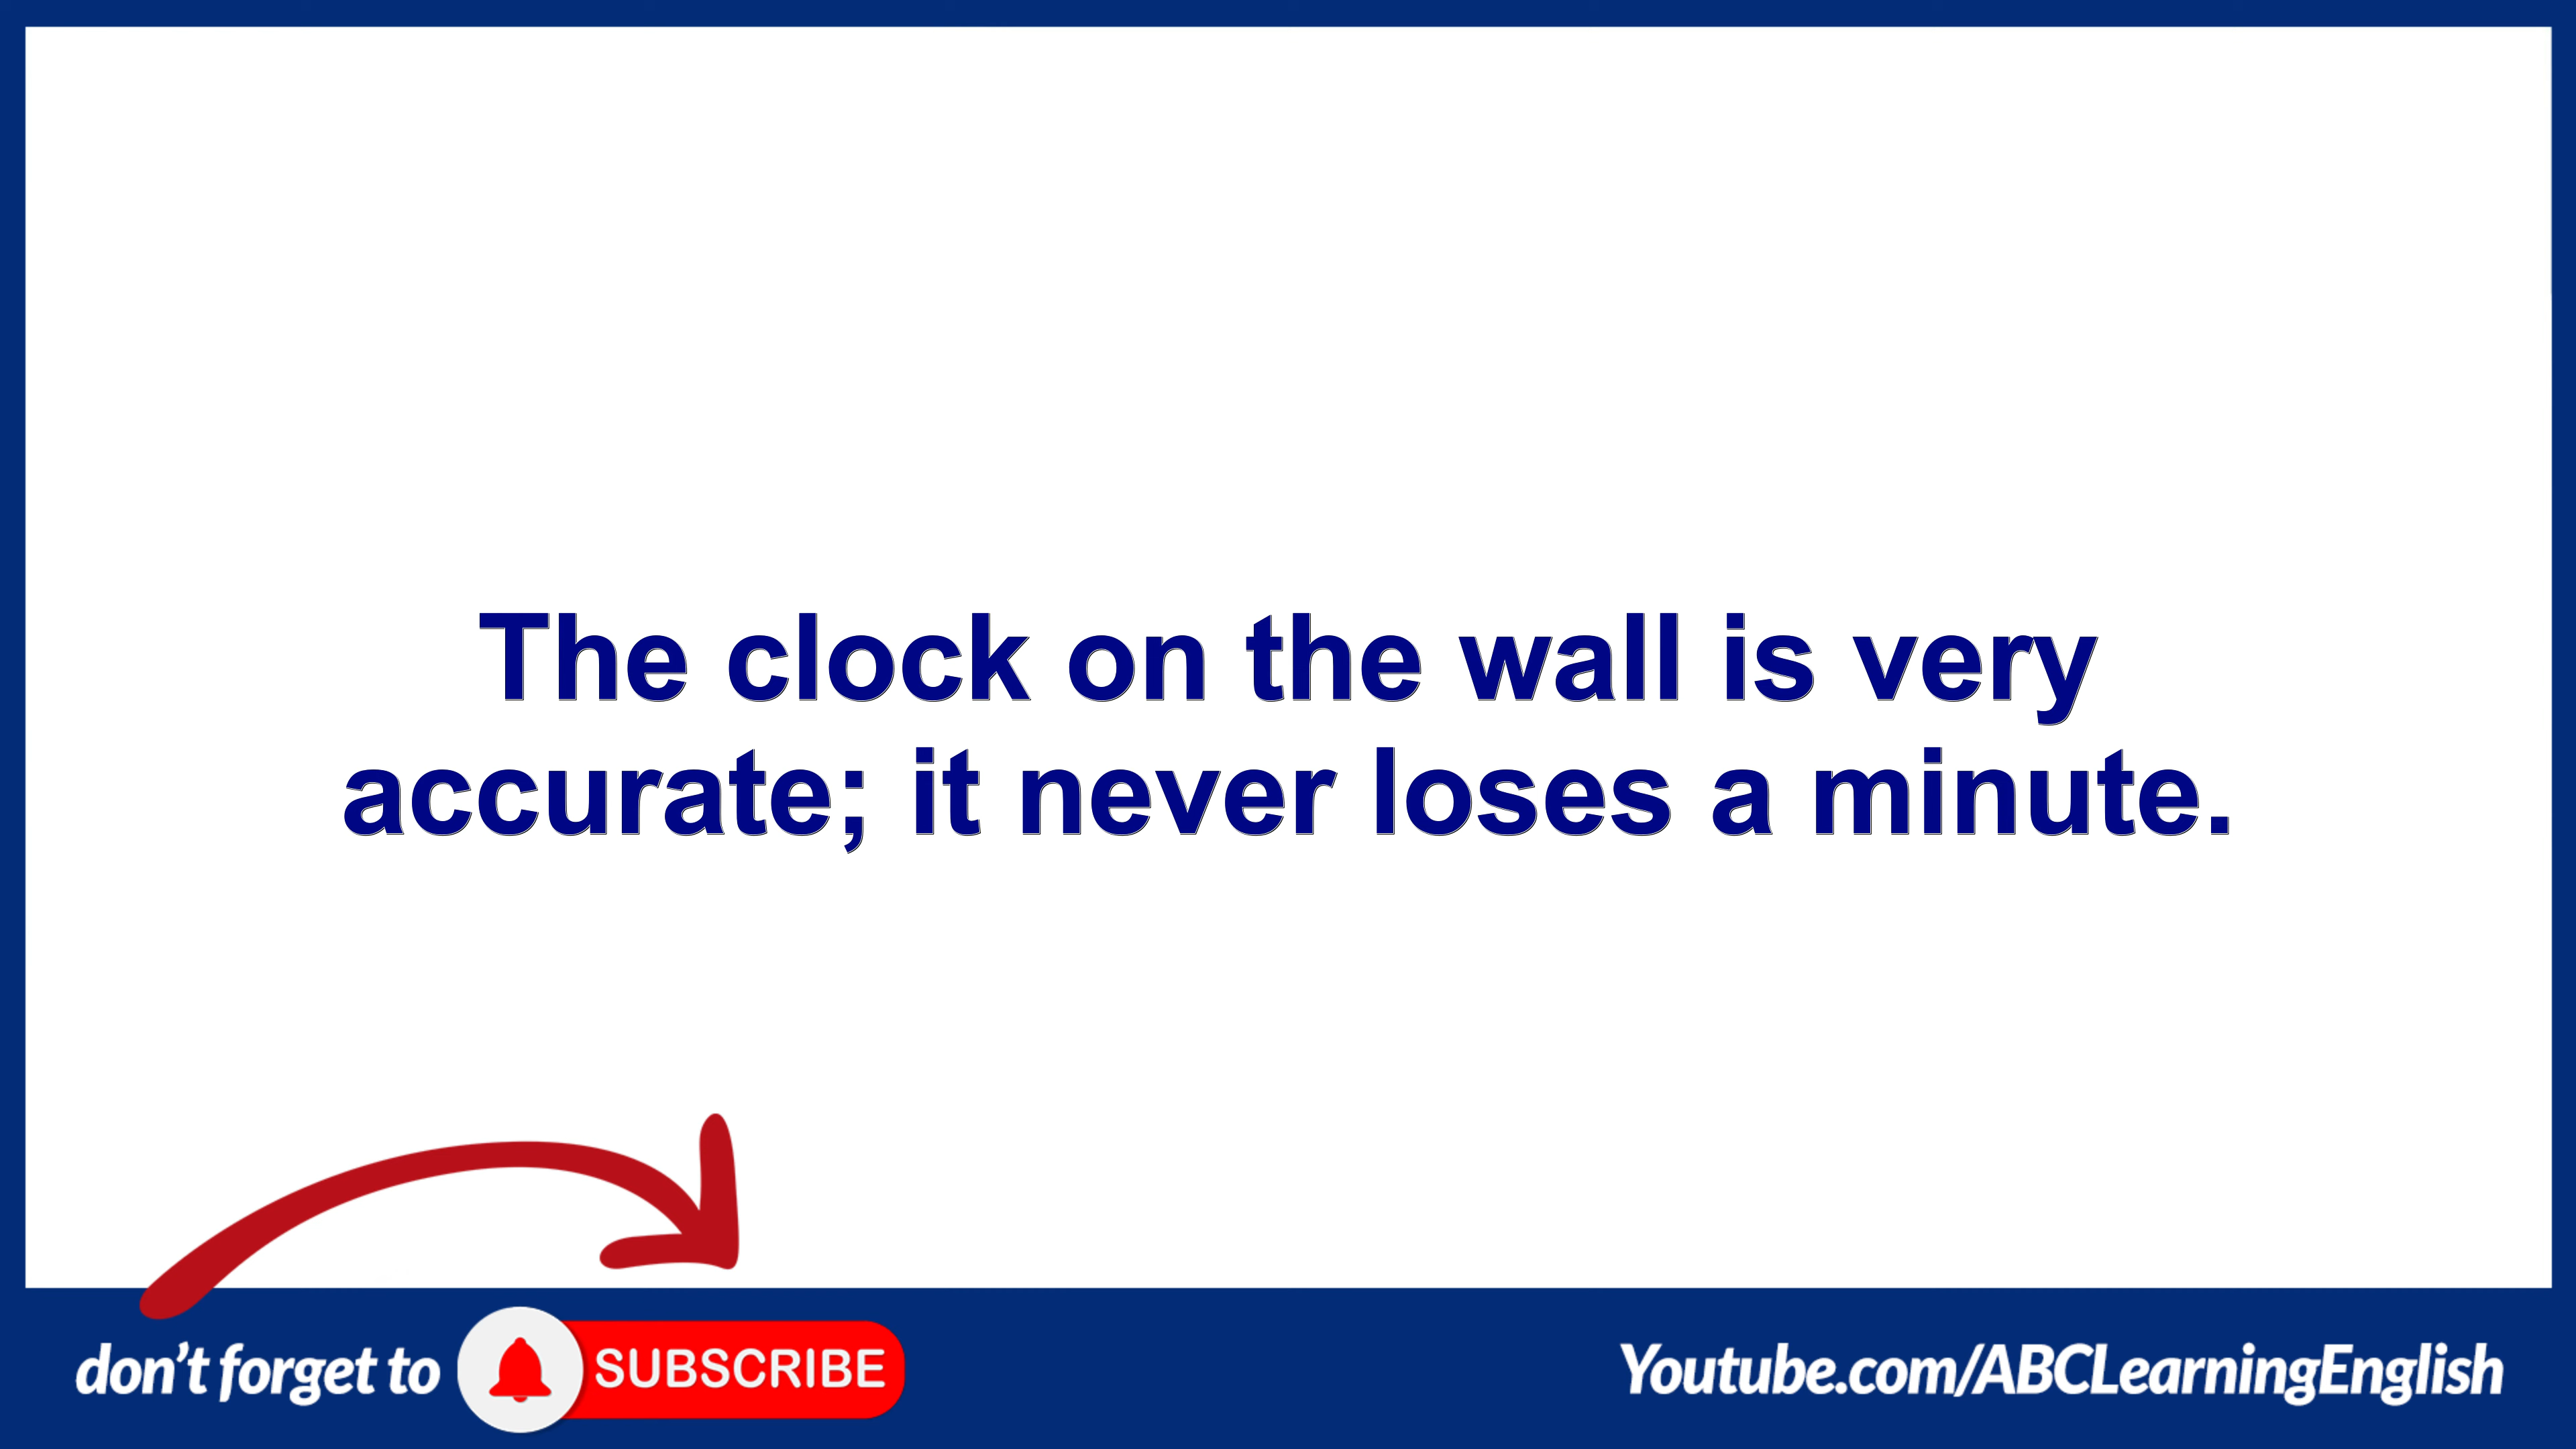 The clock on the wall is very
accurate; it never loses a minute.
don't forget to SUBSCRIBE
Youtube.com/ABCLearningEnglish